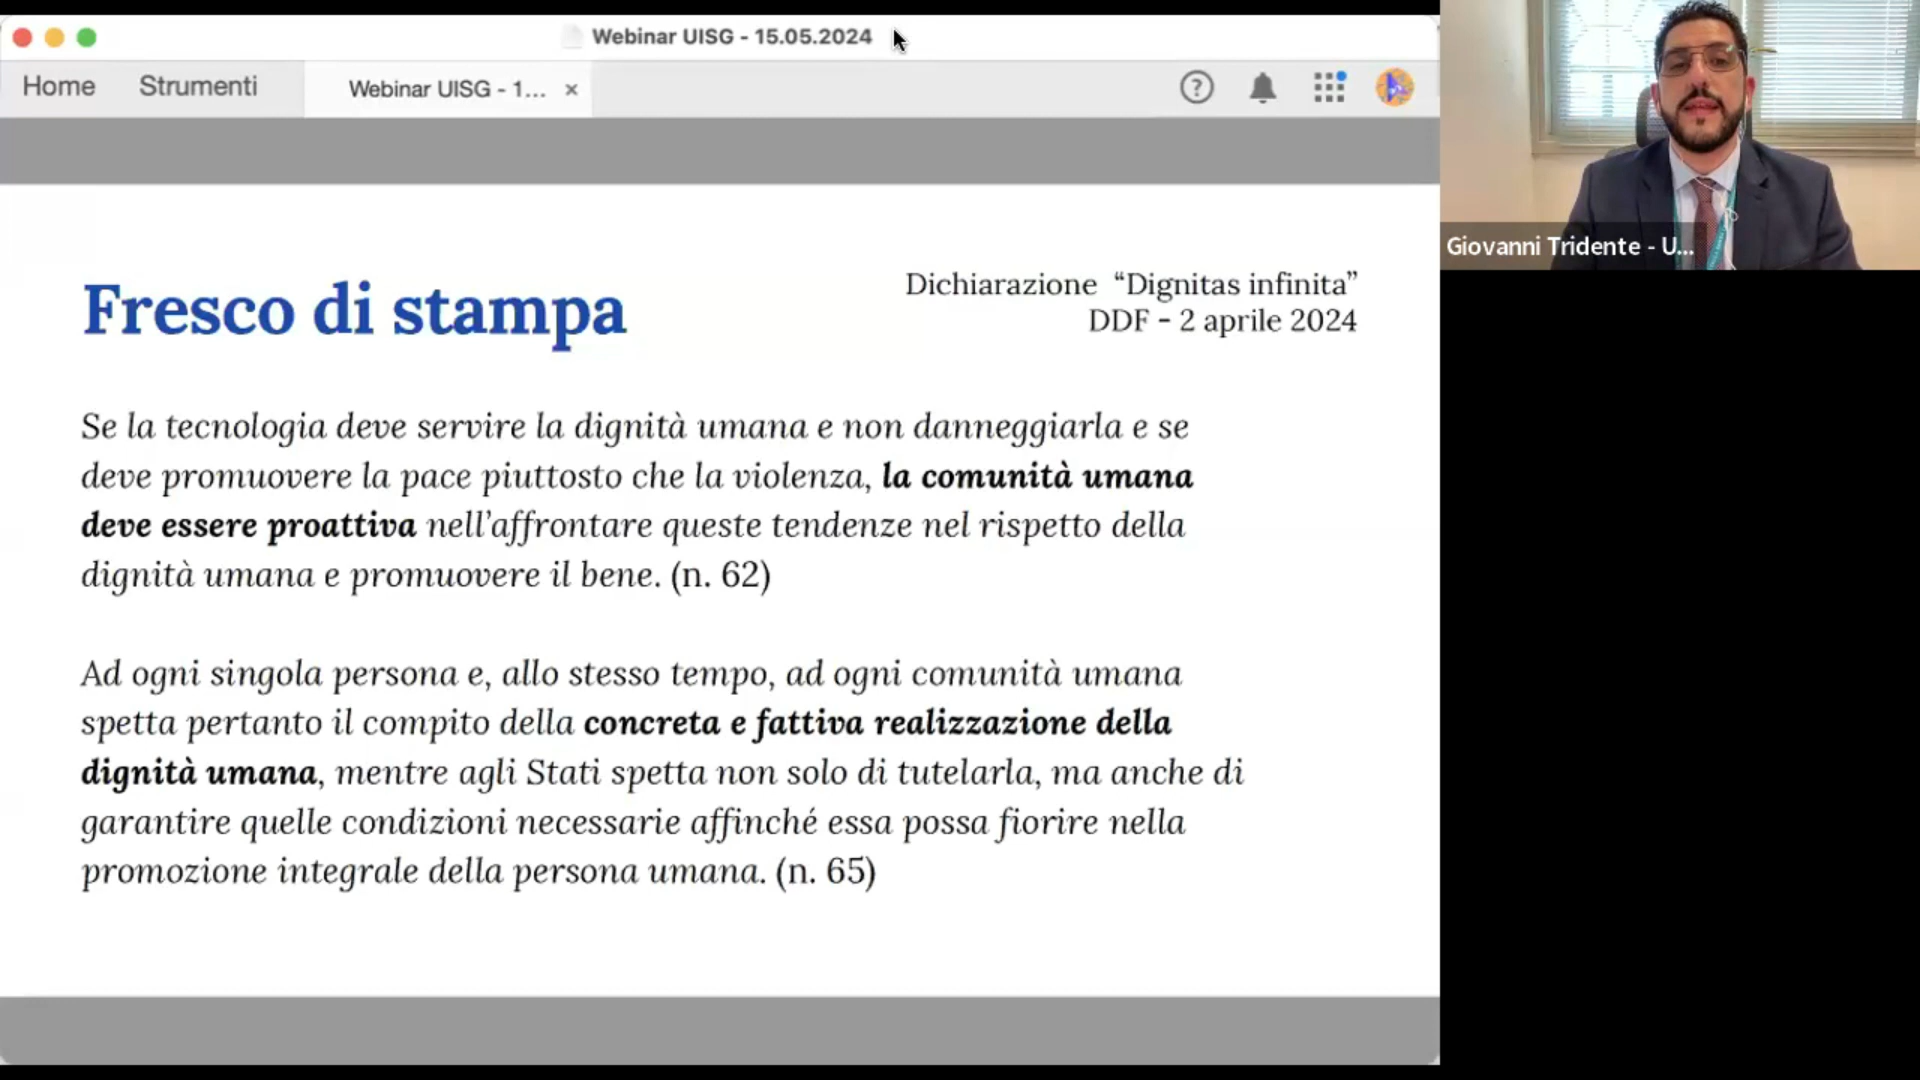 Webinar UISG - 15.05.2024
Home
Strumenti
Webinar UISG - 1...
Fresco di stampa
Dichiarazione “Dignitas infinita”
DDF - 2 aprile 2024
Se la tecnologia deve servire la dignità umana e non danneggiarla e se
deve promuovere la pace piuttosto che la violenza, la comunità umana
deve essere proattiva nell’affrontare queste tendenze nel rispetto della
dignità umana e promuovere il bene. (n. 62)
Ad ogni singola persona e, allo stesso tempo, ad ogni comunità umana
spetta pertanto il compito della concreta e fattiva realizzazione della
dignità umana, mentre agli Stati spetta non solo di tutelarla, ma anche di
garantire quelle condizioni necessarie affinché essa possa fiorire nella
promozione integrale della persona umana. (n. 65)
Giovanni Tridente - U...